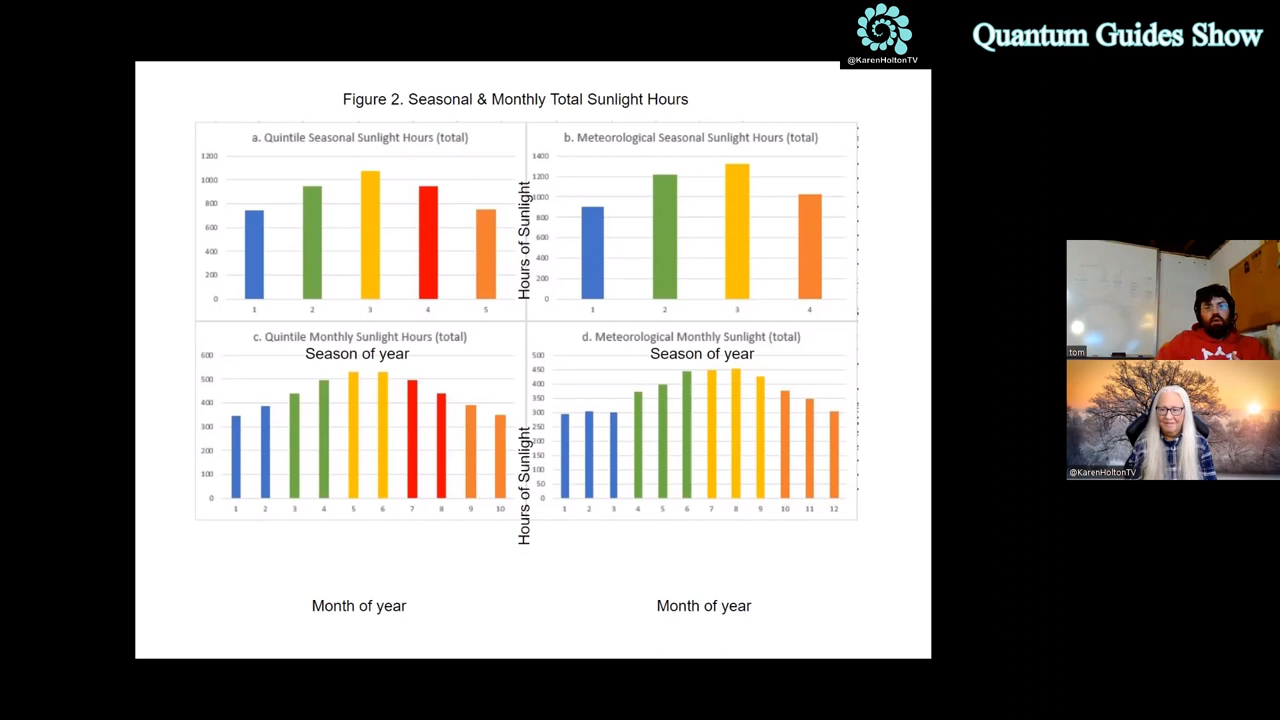 Quantum Guides Show
@KarenHoltonTV
Figure 2. Seasonal & Monthly Total Sunlight Hours
a. Quintile Seasonal Sunlight Hours (total)
1200
1000
800
600
400
200
0
1 2 3 4 5
Hours of Sunlight
b. Meteorological Seasonal Sunlight Hours (total)
1400
1200
1000
800
600
400
200
0
1 2 3 4
c. Quintile Monthly Sunlight Hours (total)
Season of year
600
500
400
300
200
100
0
1 2 3 4 5 6 7 8 9 10
Hours of Sunlight
d. Meteorological Monthly Sunlight (total)
Season of year
500
450
400
350
300
250
200
150
100
50
0
1 2 3 4 5 6 7 8 9 10 11 12
Month of year
Month of year
tom
@KarenHoltonTV